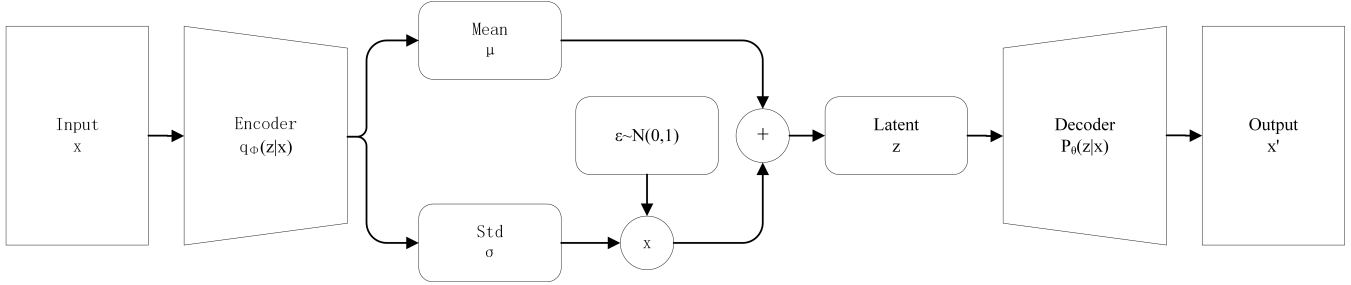 Input
x
Encoder
qΦ(z|x)
Mean
μ
Std
σ
ε~N(0,1)
x
+
Latent
z
Decoder
Pθ(z|x)
Output
x'